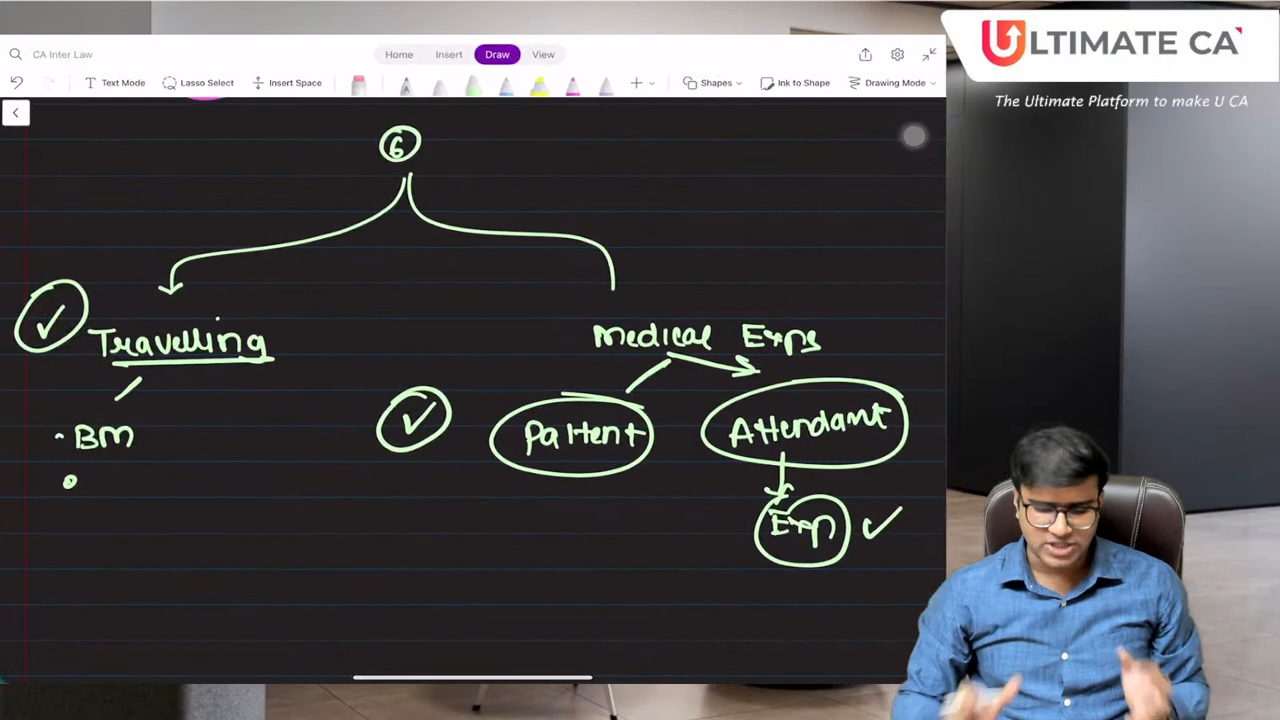 ULTIMATE CA
The Ultimate Platform to make U CA
CA Inter Law
Home Insert Draw View
Text Mode Lasso Select Insert Space Shapes Ink to Shape Drawing Mode
6
Travelling
Medical Exps
BM
Patient
Attendant
Exp